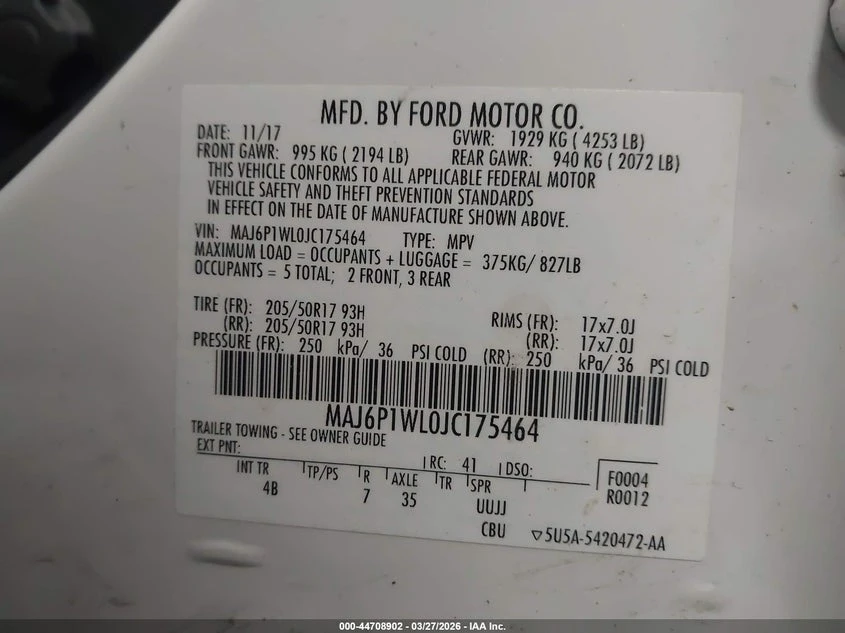 MFD. BY FORD MOTOR CO.
DATE: 11/17 GVWR: 1929 KG ( 4253 LB)
FRONT GAWR: 995 KG ( 2194 LB) REAR GAWR: 940 KG ( 2072 LB)
THIS VEHICLE CONFORMS TO ALL APPLICABLE FEDERAL MOTOR
VEHICLE SAFETY AND THEFT PREVENTION STANDARDS
IN EFFECT ON THE DATE OF MANUFACTURE SHOWN ABOVE.
VIN: MAJ6P1WL0JC175464 TYPE: MPV
MAXIMUM LOAD = OCCUPANTS + LUGGAGE = 375KG/ 827LB
OCCUPANTS = 5 TOTAL; 2 FRONT, 3 REAR
TIRE (FR): 205/50R17 93H RIMS (FR): 17x7.0J
(RR): 205/50R17 93H (RR): 17x7.0J
PRESSURE (FR): 250 kPa/ 36 PSI COLD (RR): 250 kPa/ 36 PSI COLD
MAJ6P1WL0JC175464
TRAILER TOWING - SEE OWNER GUIDE
EXT PNT: RC: 41 DSO: F0004
INT TR TP/PS R AXLE TR SPR R0012
4B 7 35 UUJJ
CBU 5U5A-5420472-AA
000-44708902 — 03/27/2026 — IAA Inc.